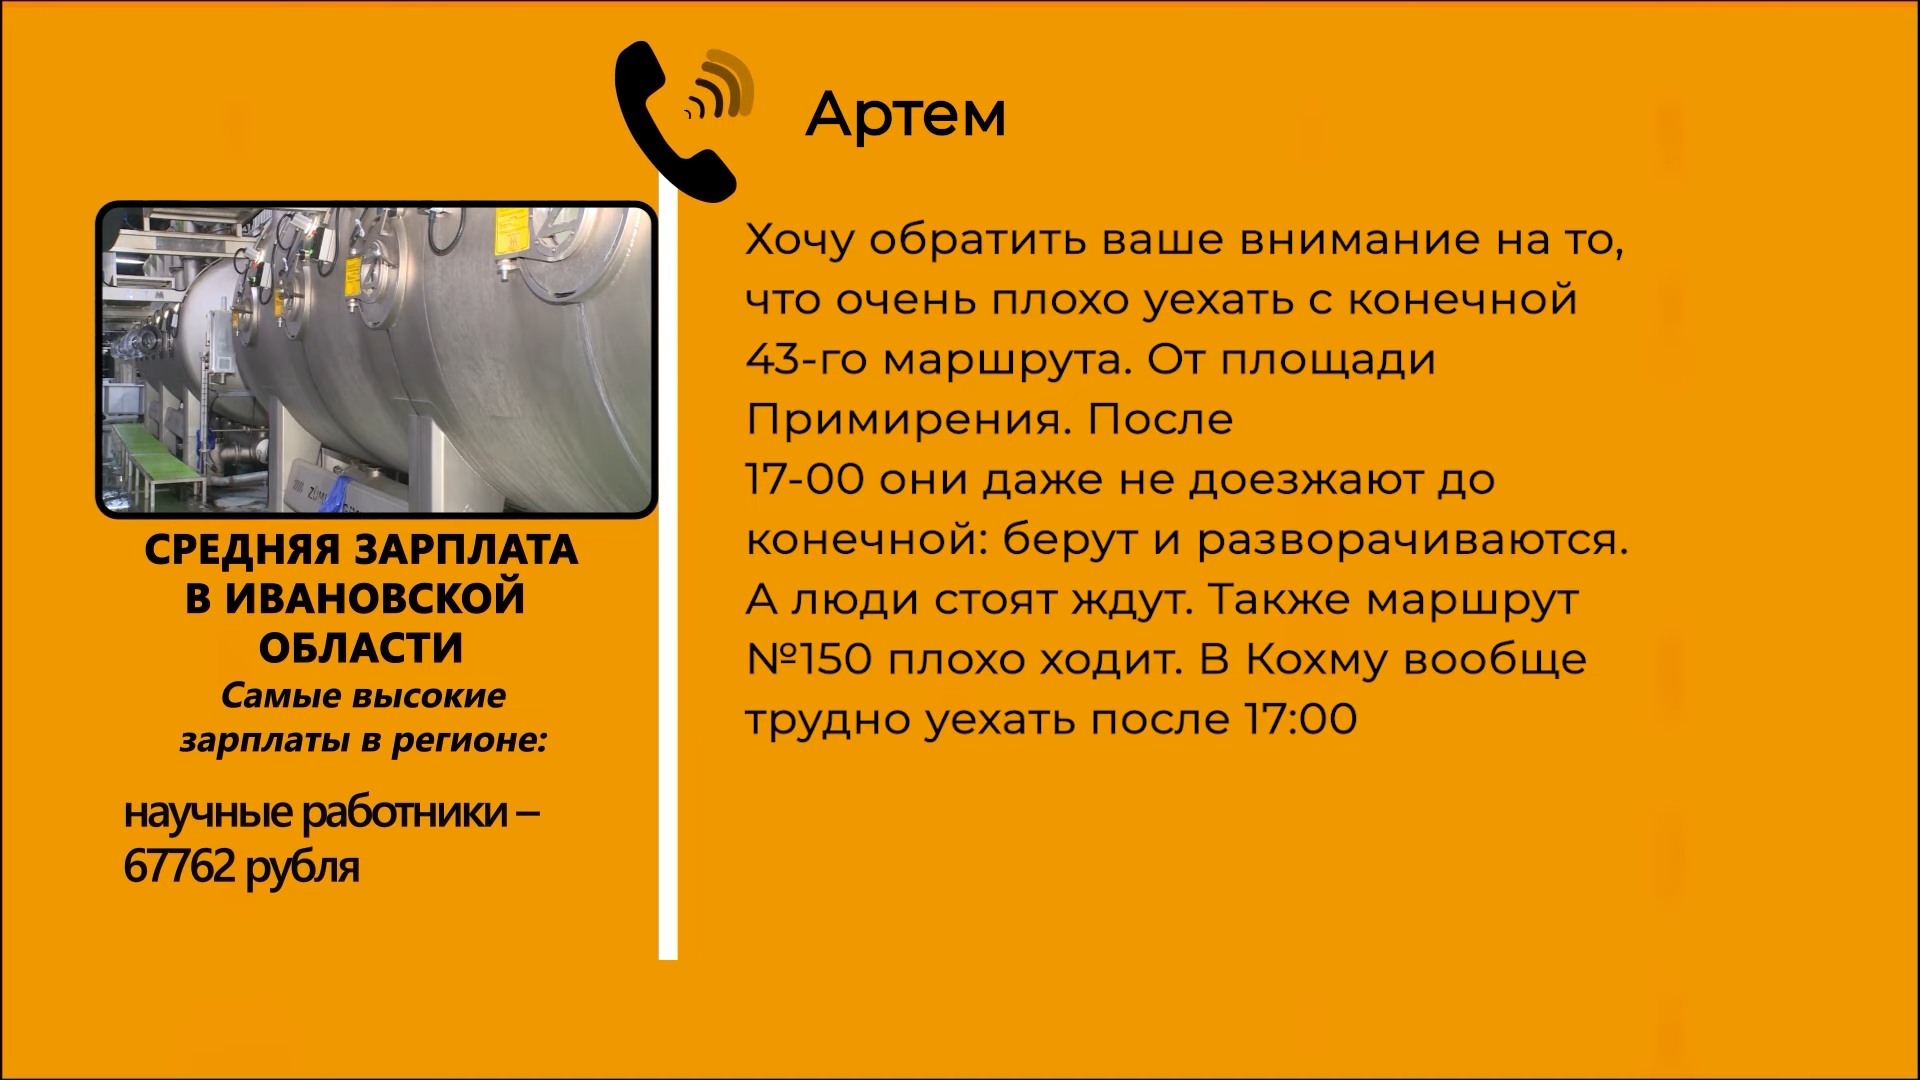 Артем
Хочу обратить ваше внимание на то,
что очень плохо уехать с конечной
43-го маршрута. От площади
Примирения. После
17-00 они даже не доезжают до
конечной: берут и разворачиваются.
А люди стоят ждут. Также маршрут
№150 плохо ходит. В Кохму вообще
трудно уехать после 17:00
СРЕДНЯЯ ЗАРПЛАТА
В ИВАНОВСКОЙ
ОБЛАСТИ
Самые высокие
зарплаты в регионе:
научные работники –
67762 рубля